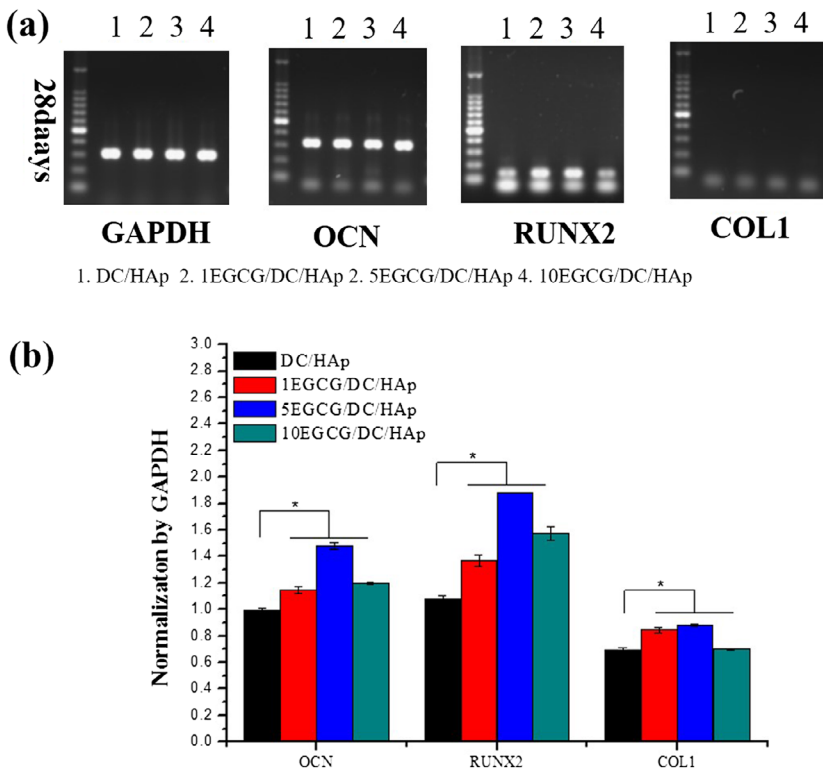 (a)
1 2 3 4
1 2 3 4
1 2 3 4
1 2 3 4
28daays
GAPDH
OCN
RUNX2
COL1
1. DC/HAp 2. 1EGCG/DC/HAp 2. 5EGCG/DC/HAp 4. 10EGCG/DC/HAp
(b)
Normalizaton by GAPDH
3.0
2.8
2.6
2.4
2.2
2.0
1.8
1.6
1.4
1.2
1.0
0.8
0.6
0.4
0.2
0.0
DC/HAp
1EGCG/DC/HAp
5EGCG/DC/HAp
10EGCG/DC/HAp
*
*
*
OCN
RUNX2
COL1